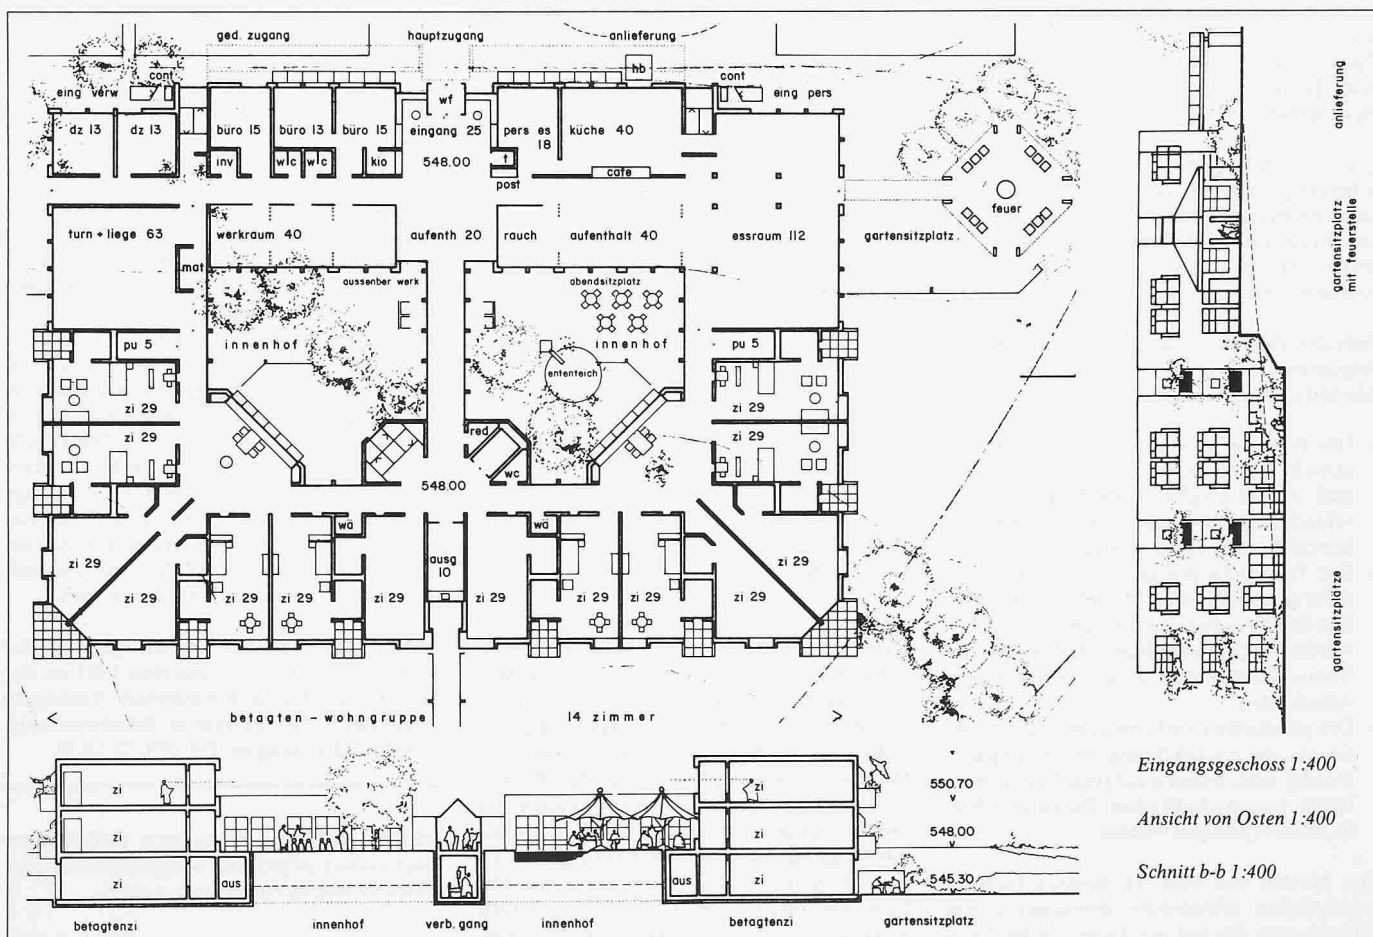 ged. zugang hauptzugang anlieferung
hb
cont cont
eing verw wf eing pers
dz 13 dz 13 büro 15 büro 13 büro 15 eingang 25 pers es 18 küche 40
548.00
inv wc wc kio t
post cafe
feuer
turn + liege 63 werkraum 40 aufenth 20 rauch aufenthalt 40 essraum 112 gartensitzplatz
mat
aussenber werk abendsitzplatz
innenhof innenhof
pu 5 pu 5
ententeich
zi 29 zi 29
zi 29 red zi 29
wc
548.00
wä wä
zi 29 ausg 10 zi 29
zi 29 zi 29 zi 29 zi 29 zi 29 zi 29 zi 29 zi 29
< betagten – wohngruppe 14 zimmer >
anlieferung
gartensitzplatz
mit feuerstelle
gartensitzplätze
zi zi 550.70
zi zi 548.00
zi aus aus zi 545.30
betagtenzi innenhof verb. gang innenhof betagtenzi gartensitzplatz
Eingangsgeschoss 1:400
Ansicht von Osten 1:400
Schnitt b-b 1:400